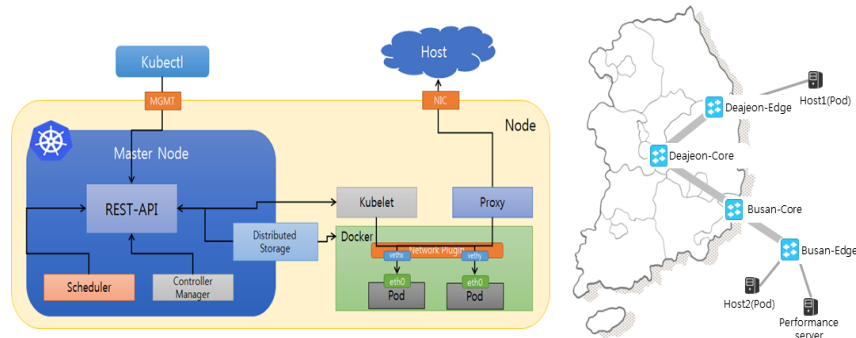 Kubectl
MGMT
Host
NIC
Node
Master Node
REST-API
Kubelet
Proxy
Distributed
Storage
Docker
Network Plugin
vethx
vethy
eth0
eth0
Pod
Pod
Scheduler
Controller
Manager
Deajeon-Edge
Host1(Pod)
Deajeon-Core
Busan-Core
Busan-Edge
Host2(Pod)
Performance
server